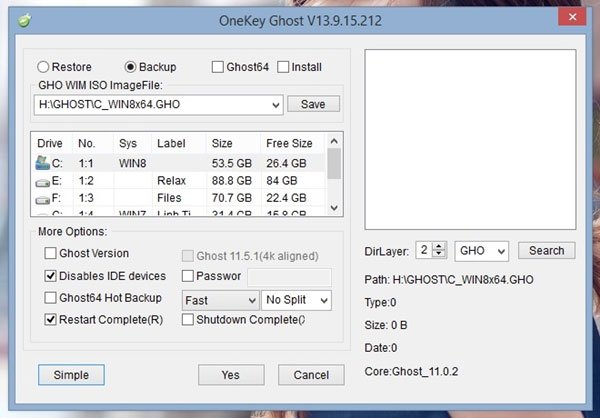 OneKey Ghost V13.9.15.212
Restore Backup Ghost64 Install
GHO WIM ISO ImageFile:
H:\GHOST\C_WIN8x64.GHO Save
Drive No. Sys Label Size Free Size
C: 1:1 WIN8 53.5 GB 26.4 GB
E: 1:2 Relax 88.8 GB 84 GB
F: 1:3 Files 70.7 GB 22.4 GB
G: 1:4 WIN7 Linh Ti 31.4 GB 15.8 GB
More Options:
Ghost Version Ghost 11.5.1(4k aligned)
Disables IDE devices Passwor
Ghost64 Hot Backup Fast No Split
Restart Complete(R) Shutdown Complete(
Simple Yes Cancel
DirLayer: 2 GHO Search
Path: H:\GHOST\C_WIN8x64.GHO
Type:0
Size: 0 B
Date:0
Core:Ghost_11.0.2